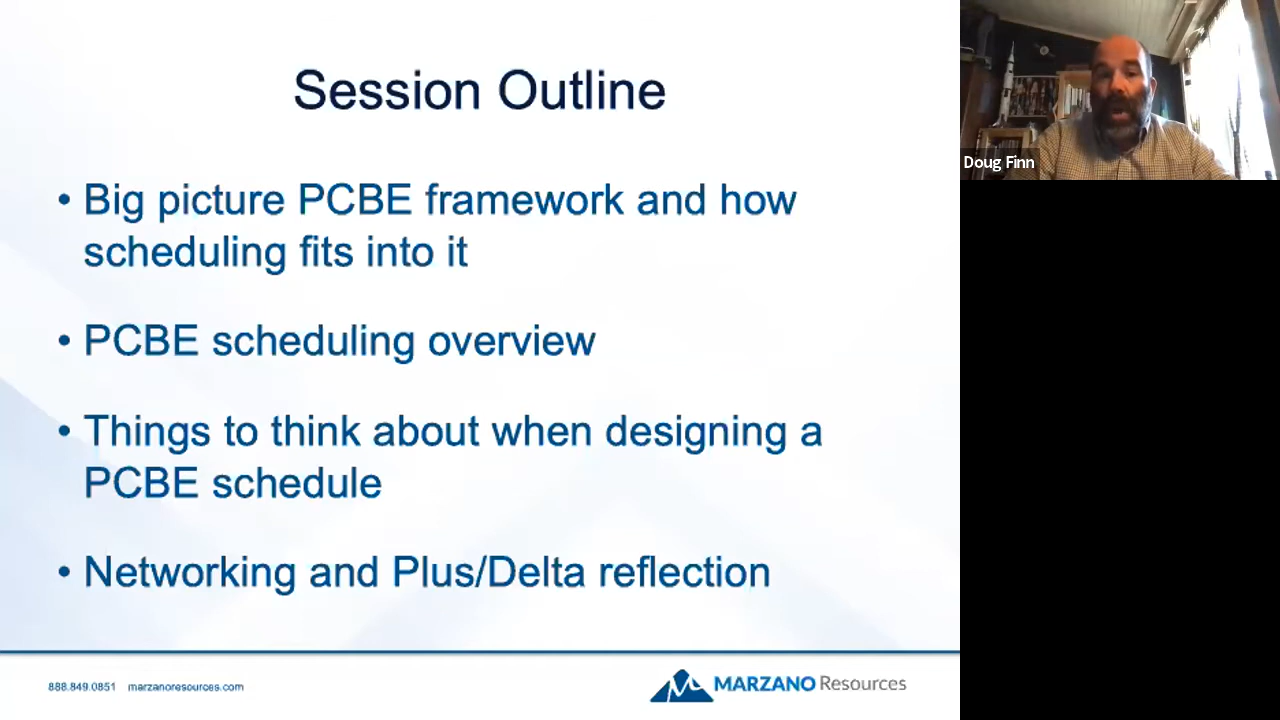 Session Outline
• Big picture PCBE framework and how
scheduling fits into it
• PCBE scheduling overview
• Things to think about when designing a
PCBE schedule
• Networking and Plus/Delta reflection
888.849.0851 marzanoresources.com
MARZANO Resources
Doug Finn